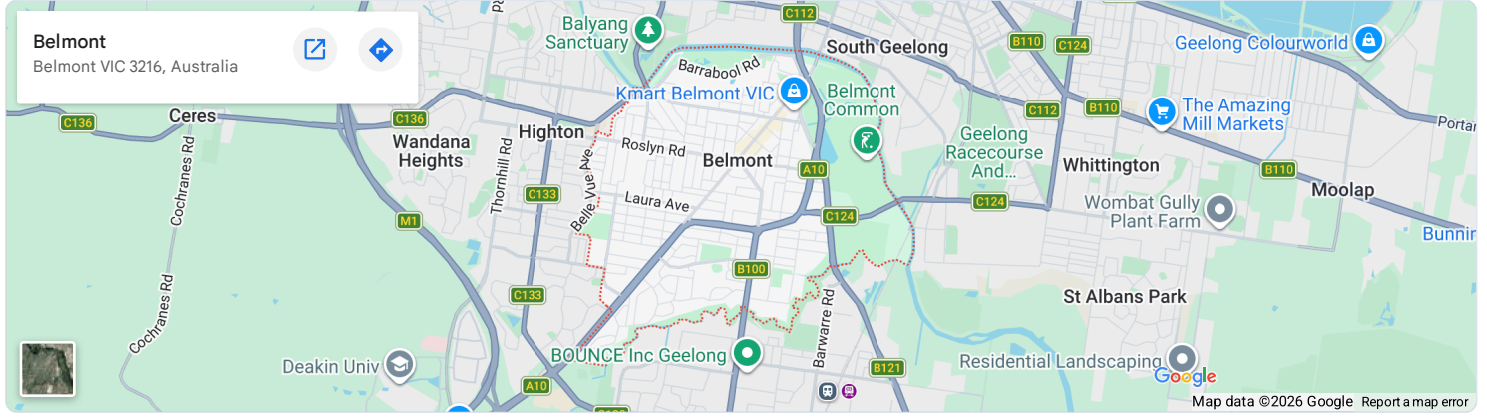 Belmont
Belmont VIC 3216, Australia
Balyang
Sanctuary
C112
South Geelong
B110
C124
Geelong Colourworld
Barrabool Rd
Kmart Belmont VIC
Belmont
Common
C112
B110
The Amazing
Mill Markets
C136
Ceres
C136
Highton
Wandana
Heights
Roslyn Rd
Belmont
A10
Geelong
Racecourse
And...
Whittington
B110
Moolap
Cochranes Rd
Thornhill Rd
C133
Belle Vue Ave
Laura Ave
C124
C124
Wombat Gully
Plant Farm
M1
B100
St Albans Park
C133
Cochranes Rd
Barwarre Rd
Deakin Univ
BOUNCE Inc Geelong
A10
B121
Residential Landscaping
Google
Map data ©2026 Google
Report a map error